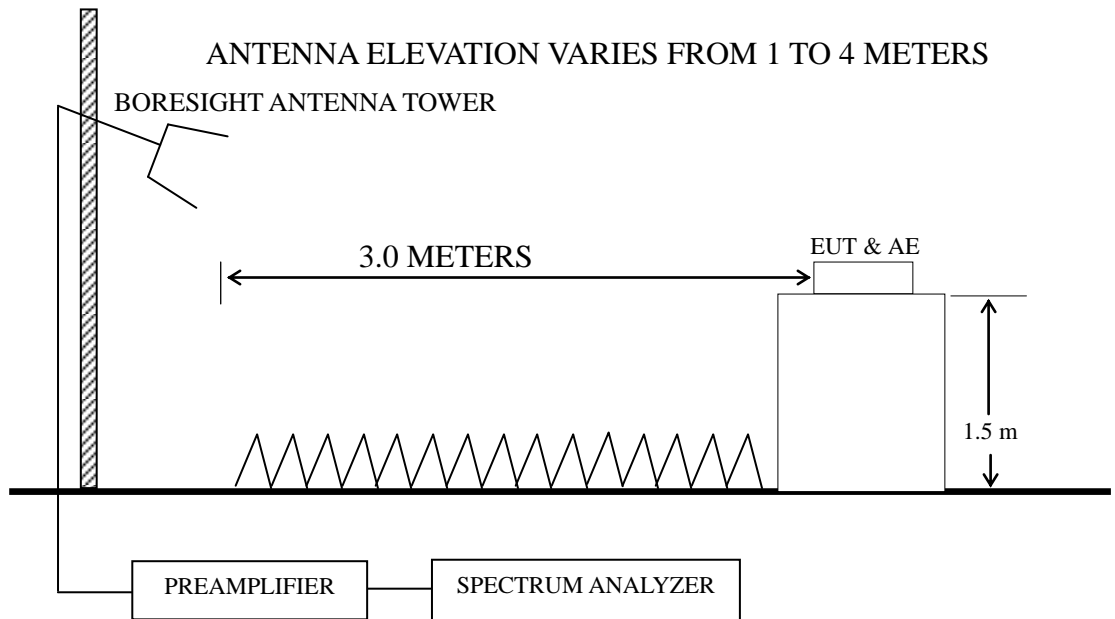 ANTENNA ELEVATION VARIES FROM 1 TO 4 METERS
BORESIGHT ANTENNA TOWER
3.0 METERS
EUT & AE
1.5 m
PREAMPLIFIER
SPECTRUM ANALYZER